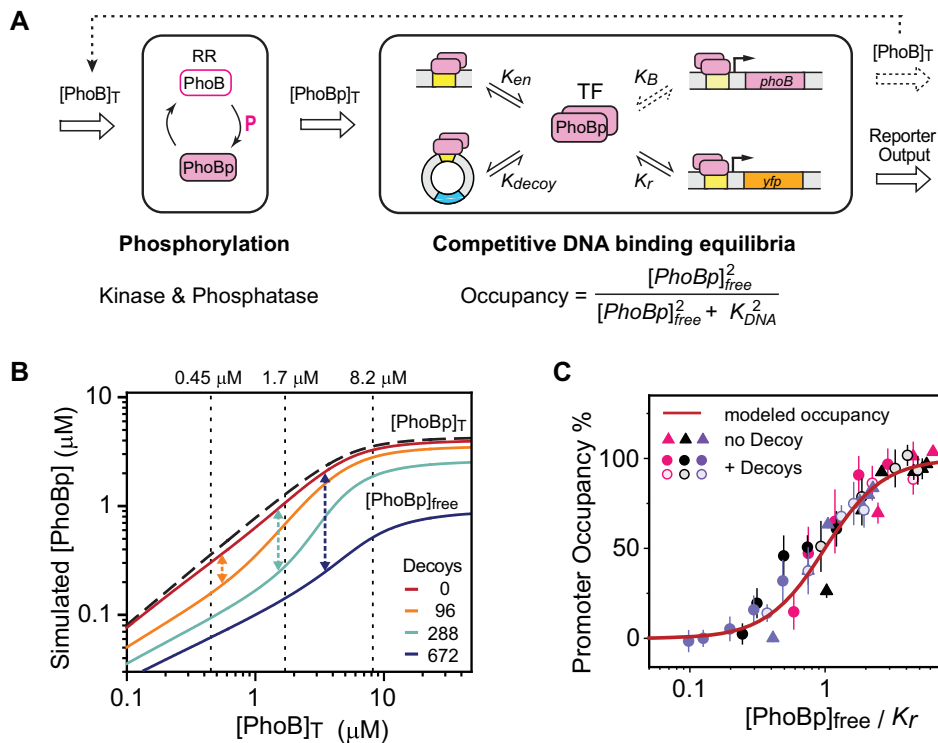 A
RR
PhoB
P
PhoBp
[PhoB]T
[PhoBp]T
Ken
Kdecoy
TF
PhoBp
KB
Kr
phoB
yfp
[PhoB]T
Reporter
Output
Phosphorylation
Competitive DNA binding equilibria
Kinase & Phosphatase
Occupancy = [PhoBp]²free / [PhoBp]²free + K²DNA
B
0.45 μM
1.7 μM
8.2 μM
Simulated [PhoBp] (μM)
10
1
0.1
[PhoBp]T
[PhoBp]free
Decoys
0
96
288
672
0.1
1
10
[PhoB]T (μM)
C
Promoter Occupancy %
100
50
0
modeled occupancy
no Decoy
+ Decoys
0.1
1
[PhoBp]free / Kr